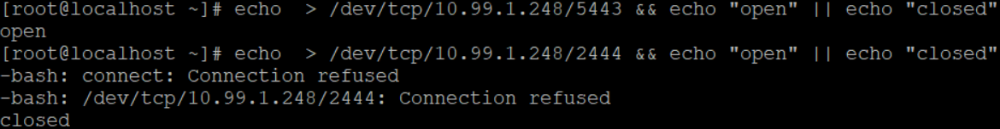 [root@localhost ~]# echo  > /dev/tcp/10.99.1.248/5443 && echo "open" || echo "closed"
open
[root@localhost ~]# echo  > /dev/tcp/10.99.1.248/2444 && echo "open" || echo "closed"
-bash: connect: Connection refused
-bash: /dev/tcp/10.99.1.248/2444: Connection refused
closed